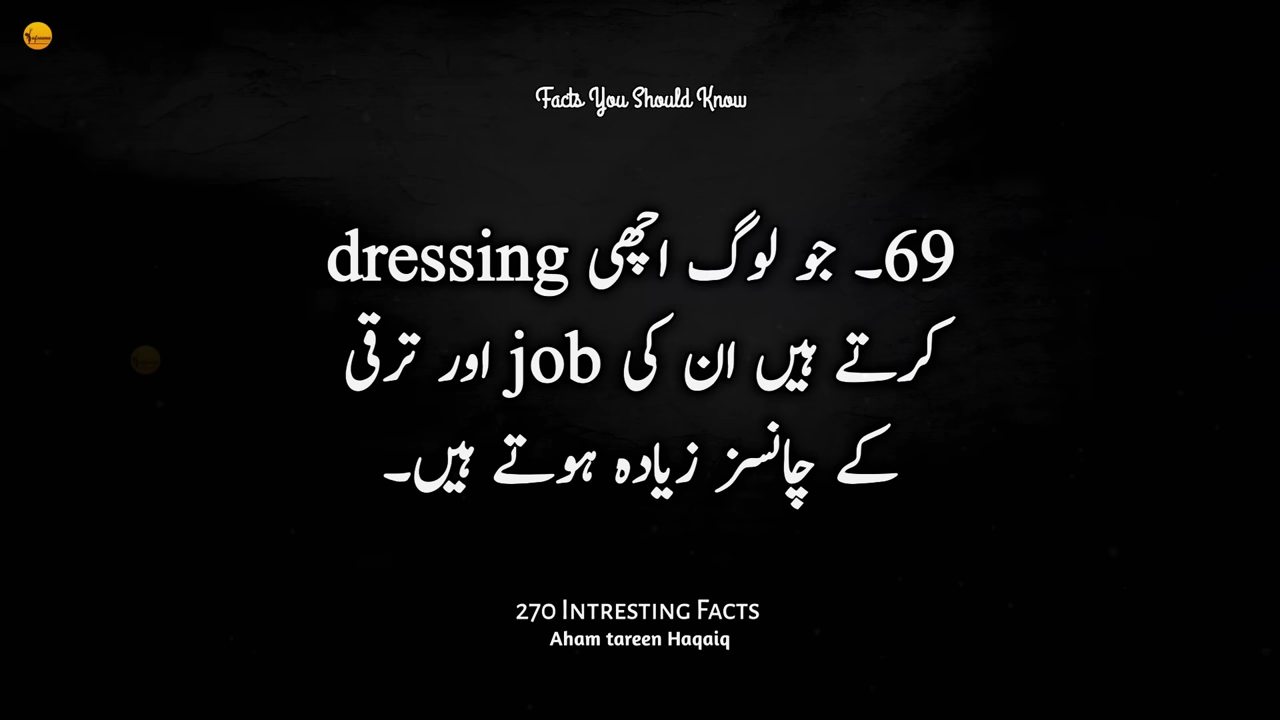 Facts You Should Know
69۔ جو لوگ اچھی dressing
کرتے ہیں ان کی job اور ترقی
کے چانسز زیادہ ہوتے ہیں۔
270 Intresting Facts
Aham tareen Haqaiq